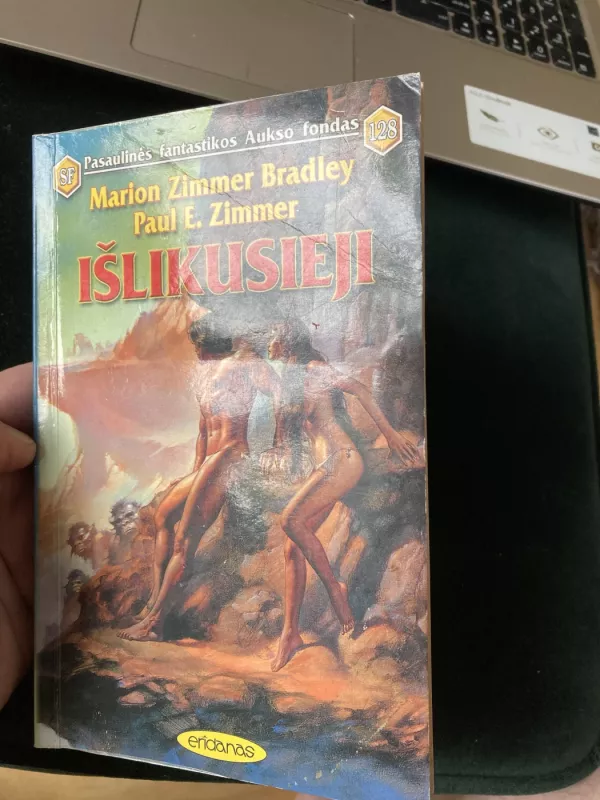 Pasaulinės fantastikos Aukso fondas
SF
128
Marion Zimmer Bradley
Paul E. Zimmer
IŠLIKUSIEJI
eridanas